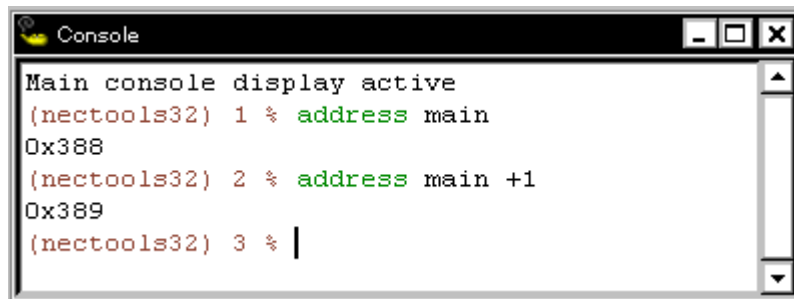 Console
Main console display active
(nectools32) 1 % address main
0x388
(nectools32) 2 % address main +1
0x389
(nectools32) 3 %